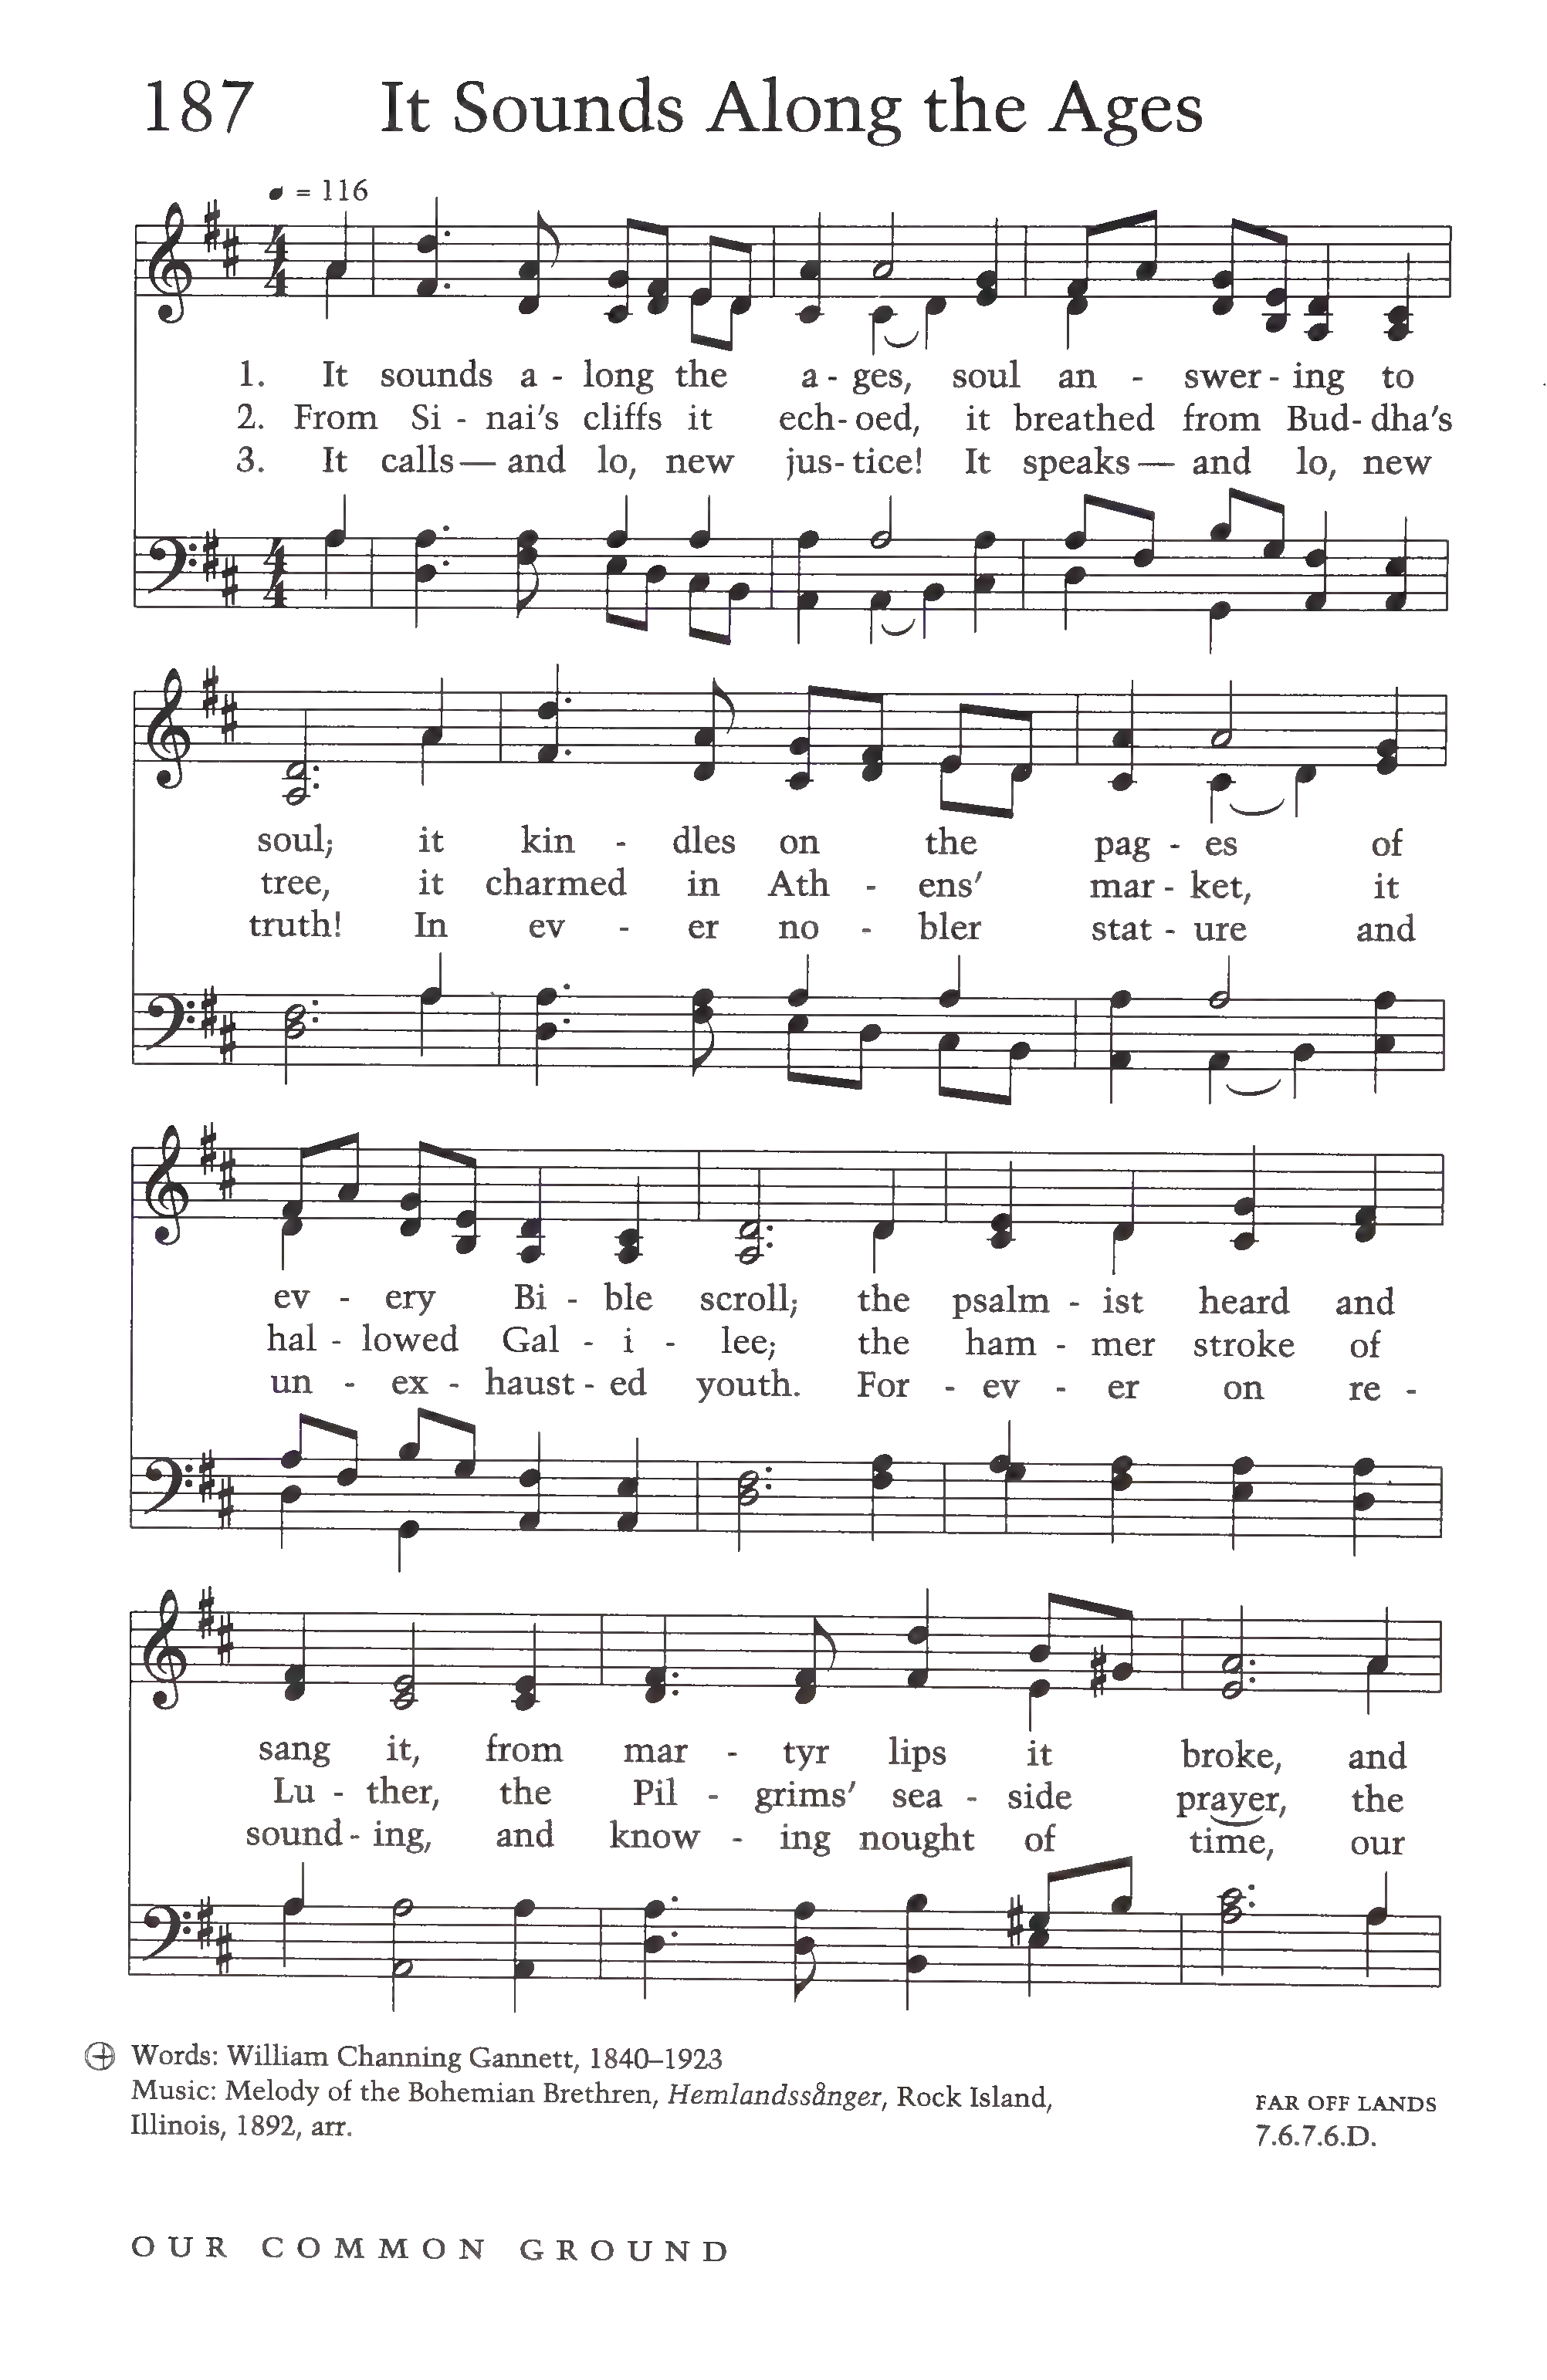 187 It Sounds Along the Ages
= 116
4 4
1. It sounds a - long the a - ges, soul an - swer - ing to
2. From Si - nai's cliffs it ech - oed, it breathed from Bud - dha's
3. It calls — and lo, new jus - tice! It speaks — and lo, new
4 4
soul; it kin - dles on the pag - es of
tree, it charmed in Ath - ens' mar - ket, it
truth! In ev - er no - bler stat - ure and
ev - ery Bi - ble scroll; the psalm - ist heard and
hal - lowed Gal - i - lee; the ham - mer stroke of
un - ex - haust - ed youth. For - ev - er on re -
sang it, from mar - tyr lips it broke, and
Lu - ther, the Pil - grims' sea - side prayer, the
sound - ing, and know - ing nought of time, our
Words: William Channing Gannett, 1840–1923
Music: Melody of the Bohemian Brethren, Hemlandssånger, Rock Island,
Illinois, 1892, arr.
FAR OFF LANDS
7.6.7.6.D.
OUR COMMON GROUND